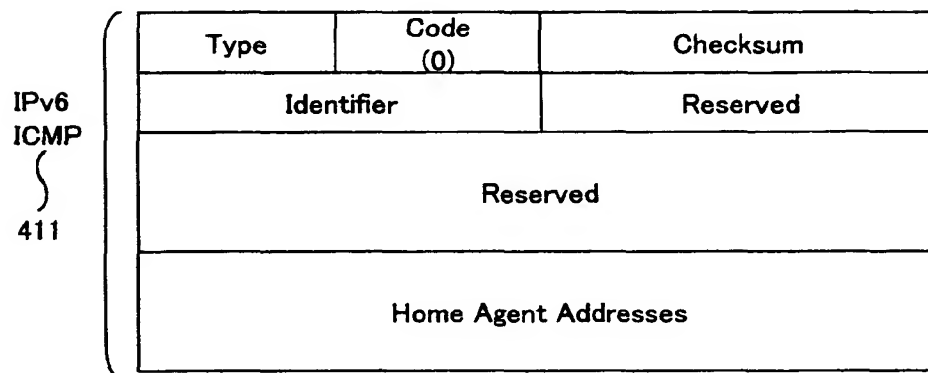 Type
Code
(0)
Checksum
IPv6
ICMP
411
Identifier
Reserved
Reserved
Home Agent Addresses